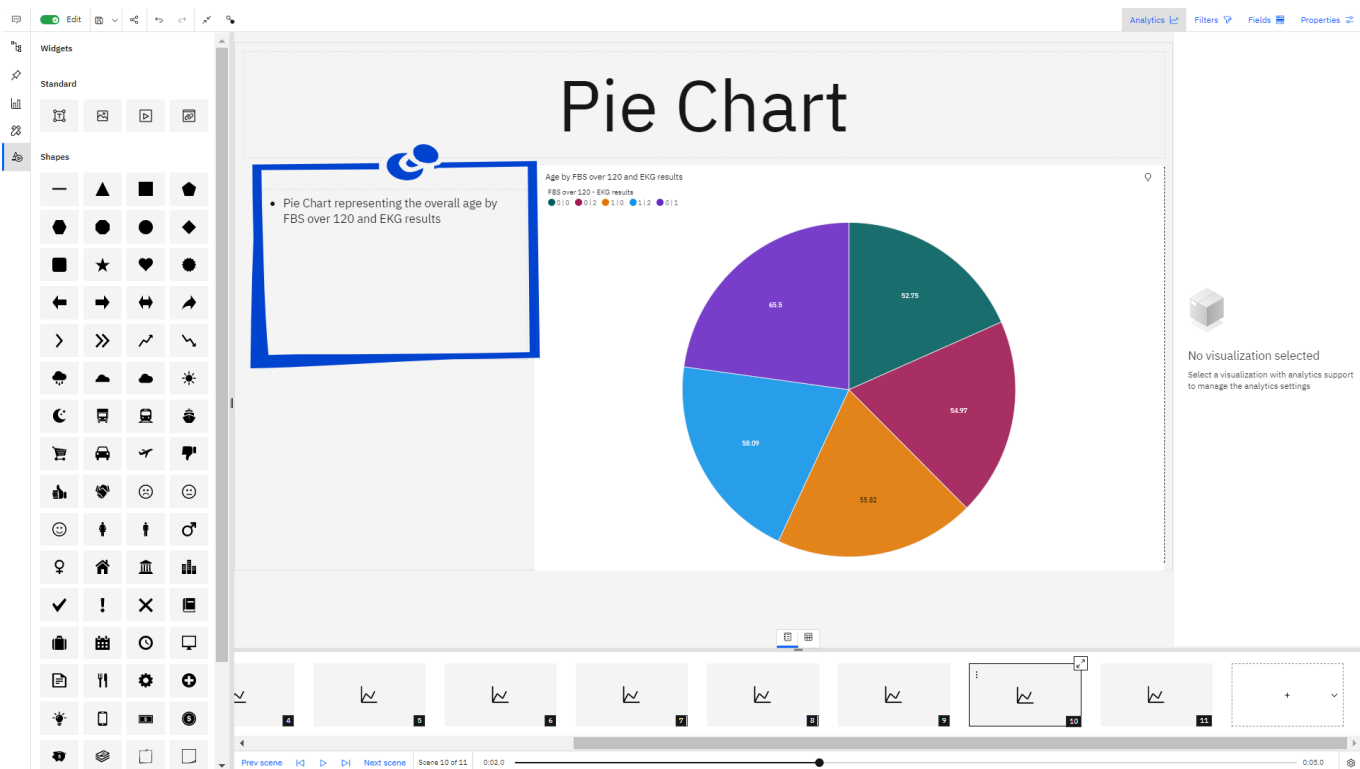 Edit
Analytics
Filters
Fields
Properties
Widgets
Standard
Shapes
Pie Chart
• Pie Chart representing the overall age by
FBS over 120 and EKG results
Age by FBS over 120 and EKG results
FBS over 120 - EKG results
0|0 0|2 1|0 1|2 0|1
65.5
52.75
54.97
55.82
58.09
No visualization selected
Select a visualization with analytics support
to manage the analytics settings
4
5
6
7
8
9
10
11
Prev scene
Next scene
Scene 10 of 11
0:02.0
0:05.0